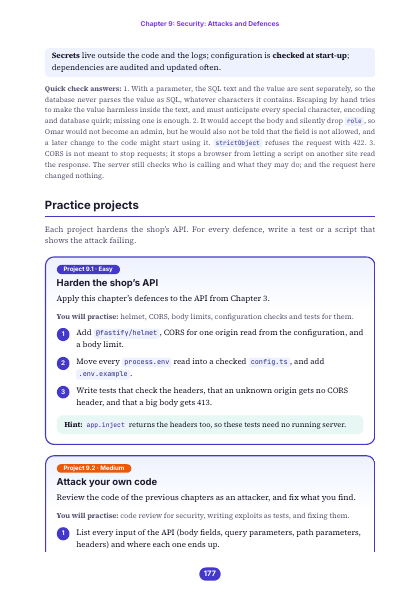 Chapter 9: Security: Attacks and Defences
Secrets live outside the code and the logs; configuration is checked at start-up;
dependencies are audited and updated often.
Quick check answers: 1. With a parameter, the SQL text and the value are sent separately, so the
database never parses the value as SQL, whatever characters it contains. Escaping by hand tries
to make the value harmless inside the text, and must anticipate every special character, encoding
and database quirk; missing one is enough. 2. It would accept the body and silently drop role, so
Omar would not become an admin, but he would also not be told that the field is not allowed, and
a later change to the code might start using it. strictObject refuses the request with 422. 3.
CORS is not meant to stop requests; it stops a browser from letting a script on another site read
the response. The server still checks who is calling and what they may do; and the request here
changed nothing.
Practice projects
Each project hardens the shop's API. For every defence, write a test or a script that
shows the attack failing.
Project 9.1 · Easy
Harden the shop's API
Apply this chapter's defences to the API from Chapter 3.
You will practise: helmet, CORS, body limits, configuration checks and tests for them.
1 Add @fastify/helmet, CORS for one origin read from the configuration, and
a body limit.
2 Move every process.env read into a checked config.ts, and add
.env.example.
3 Write tests that check the headers, that an unknown origin gets no CORS
header, and that a big body gets 413.
Hint: app.inject returns the headers too, so these tests need no running server.
Project 9.2 · Medium
Attack your own code
Review the code of the previous chapters as an attacker, and fix what you find.
You will practise: code review for security, writing exploits as tests, and fixing them.
1 List every input of the API (body fields, query parameters, path parameters,
headers) and where each one ends up.
177